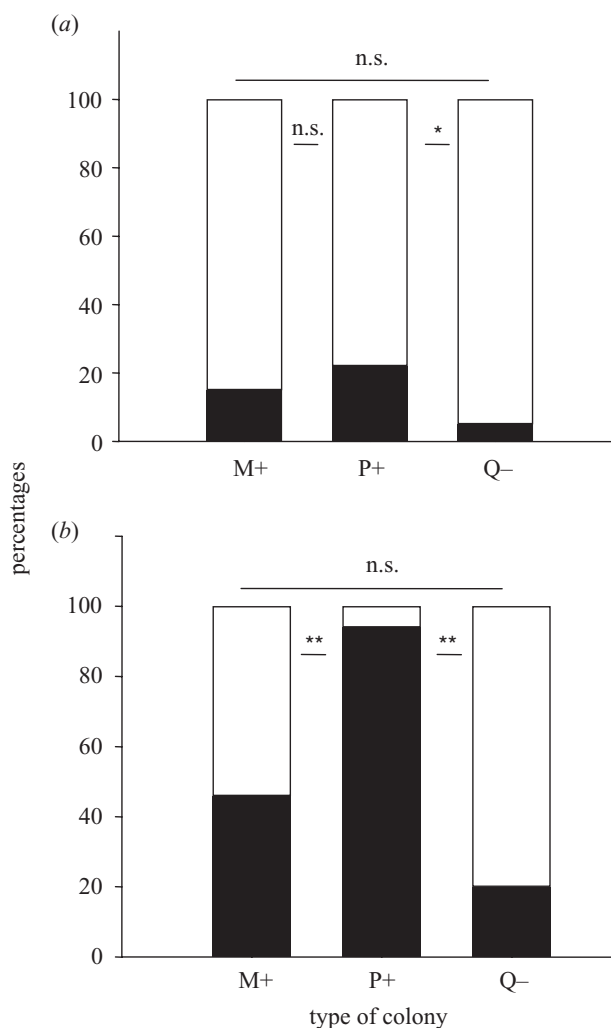 (a)
n.s.
100
n.s.
*
80
60
40
20
0
M+ P+ Q–
percentages
(b)
n.s.
100
** **
80
60
40
20
0
M+ P+ Q–
type of colony